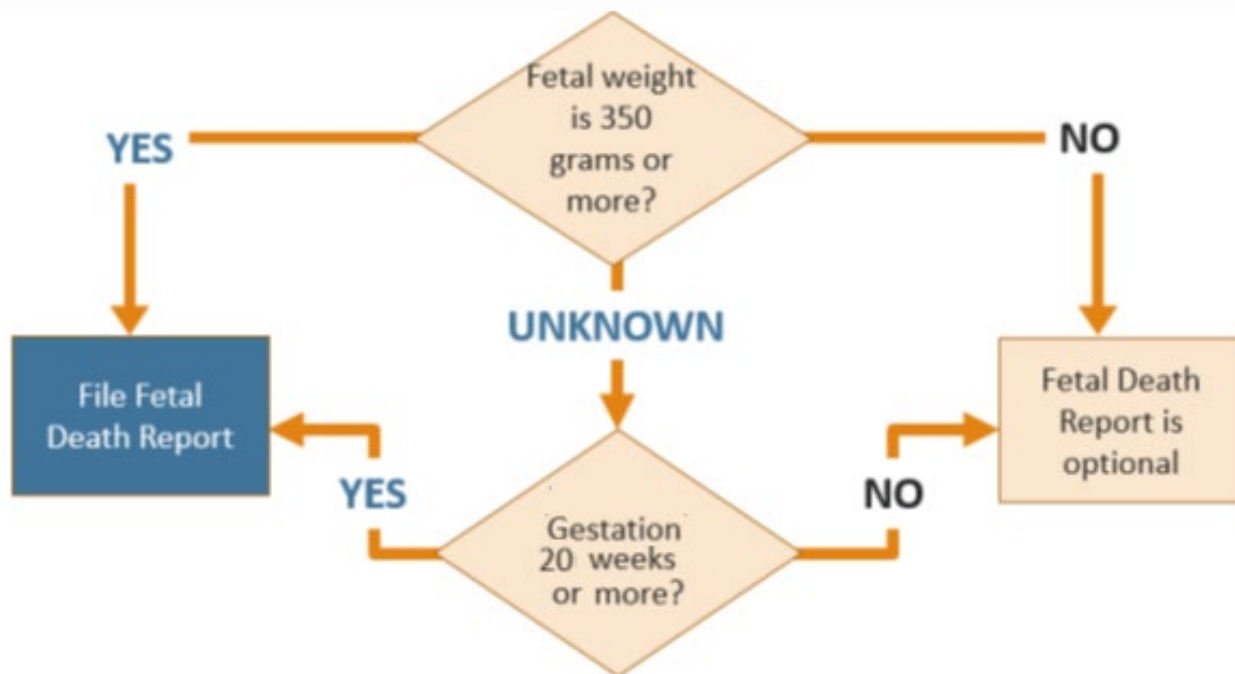 Fetal weight
is 350
grams or
more?
YES
NO
UNKNOWN
File Fetal
Death Report
Fetal Death
Report is
optional
YES
NO
Gestation
20 weeks
or more?